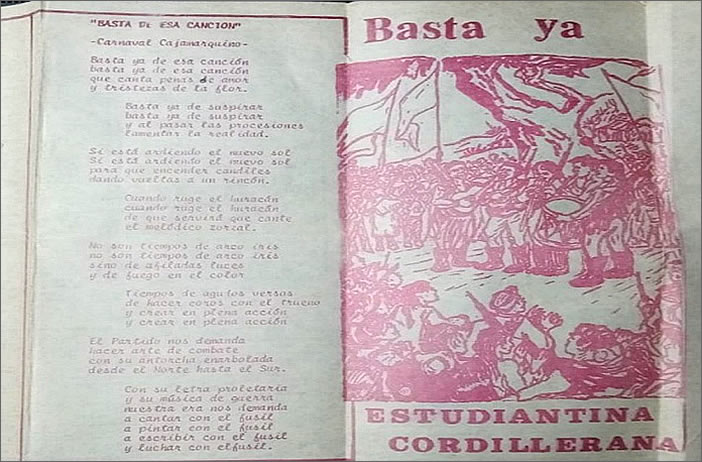 "BASTA DE ESA CANCION"
-Carnaval Cajamarquino-
Basta ya de esa canción
basta ya de esa canción
que canta penas de amor
y tristezas de la flor.
Basta ya de suspirar
basta ya de suspirar
y al pasar las procesiones
lamentar la realidad.
Si está ardiendo el nuevo sol
Si está ardiendo el nuevo sol
para que encender candiles
dando vueltas a un rincón.
Cuando ruge el huracán
cuando ruge el huracán
de que servirá que cante
el melódico zorzal.
No son tiempos de arco iris
no son tiempos de arco iris
sino de afiladas luces
y de fuego en el color
Tiempos de agudos versos
de hacer coros con el trueno
y crear en plena acción
y crear en plena acción
El Partido nos demanda
hacer arte de combate
con su antorcha enarbolada
desde el Norte hasta el Sur.
Con su letra proletaria
y su música de guerra
nuestra era nos demanda
a cantar con el fusil
a pintar con el fusil
a escribir con el fusil
y luchar con el fusil.
Basta ya
ESTUDIANTINA
CORDILLERANA